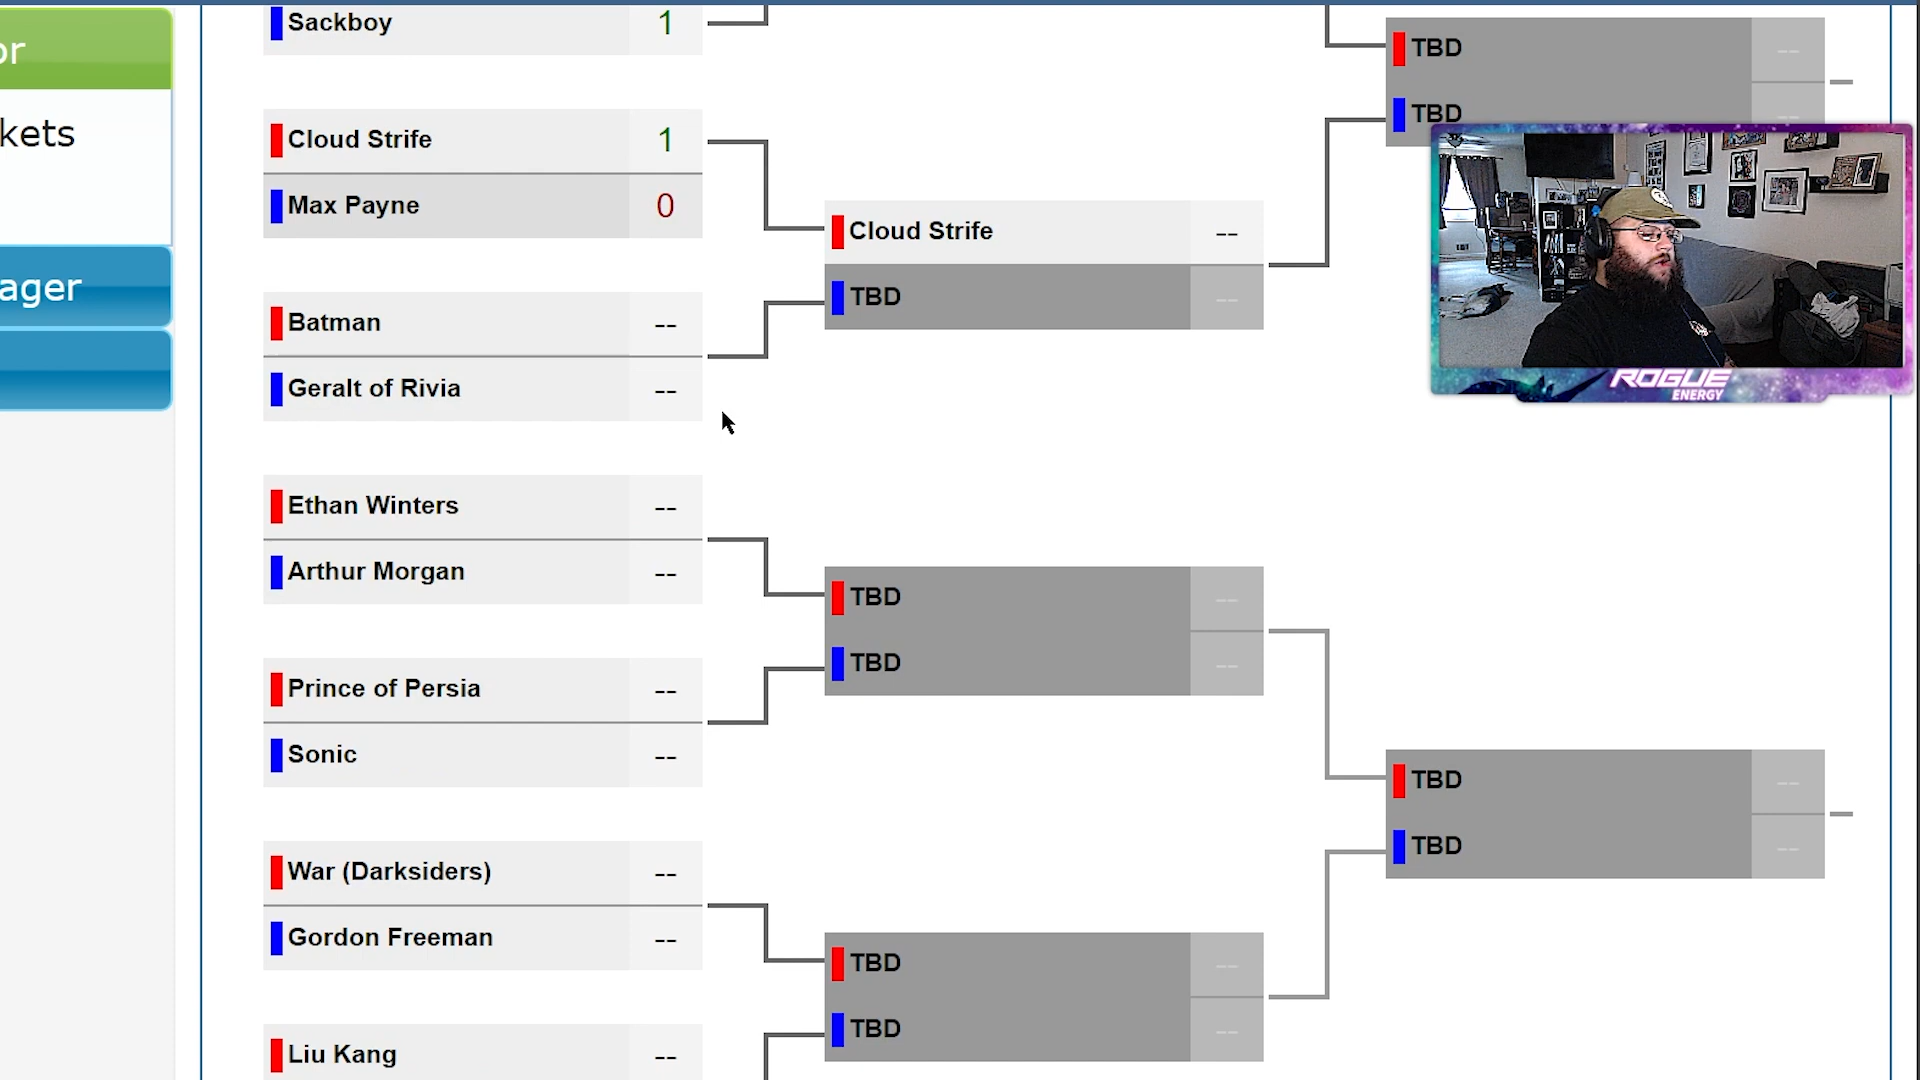 or
kets
ager
Sackboy 1
Cloud Strife 1
Max Payne 0
Batman --
Geralt of Rivia --
Ethan Winters --
Arthur Morgan --
Prince of Persia --
Sonic --
War (Darksiders) --
Gordon Freeman --
Liu Kang --
Cloud Strife --
TBD --
TBD --
TBD --
TBD --
TBD --
TBD --
TBD --
TBD --
TBD --
ROGUE
ENERGY